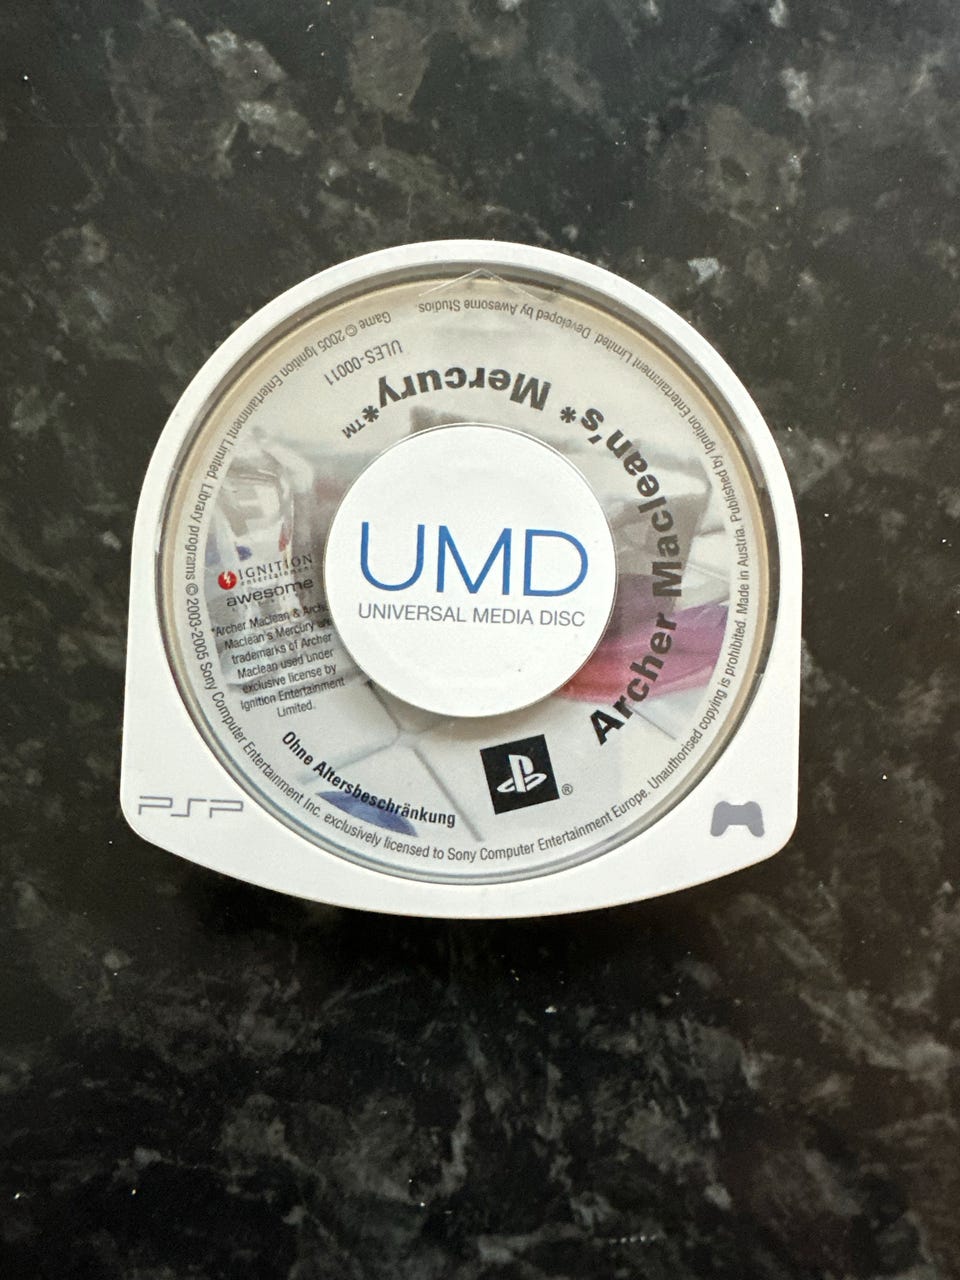 Archer Maclean's* Mercury*™
ULES-00011
UMD
UNIVERSAL MEDIA DISC
IGNITION
entertainment
awesome
*Archer Maclean &
Maclean's Mercury are
trademarks of Archer
Maclean used under
exclusive license by
Ignition Entertainment
Limited.
Ohne Altersbeschränkung
®
PSP
Library programs © 2003-2005 Sony Computer Entertainment Inc. exclusively licensed to Sony Computer Entertainment Europe. Unauthorised copying is prohibited. Made in Austria. Published by Ignition Entertainment Limited. Developed by Awesome Studios.
Game © 2005 Ignition Entertainment Limited.